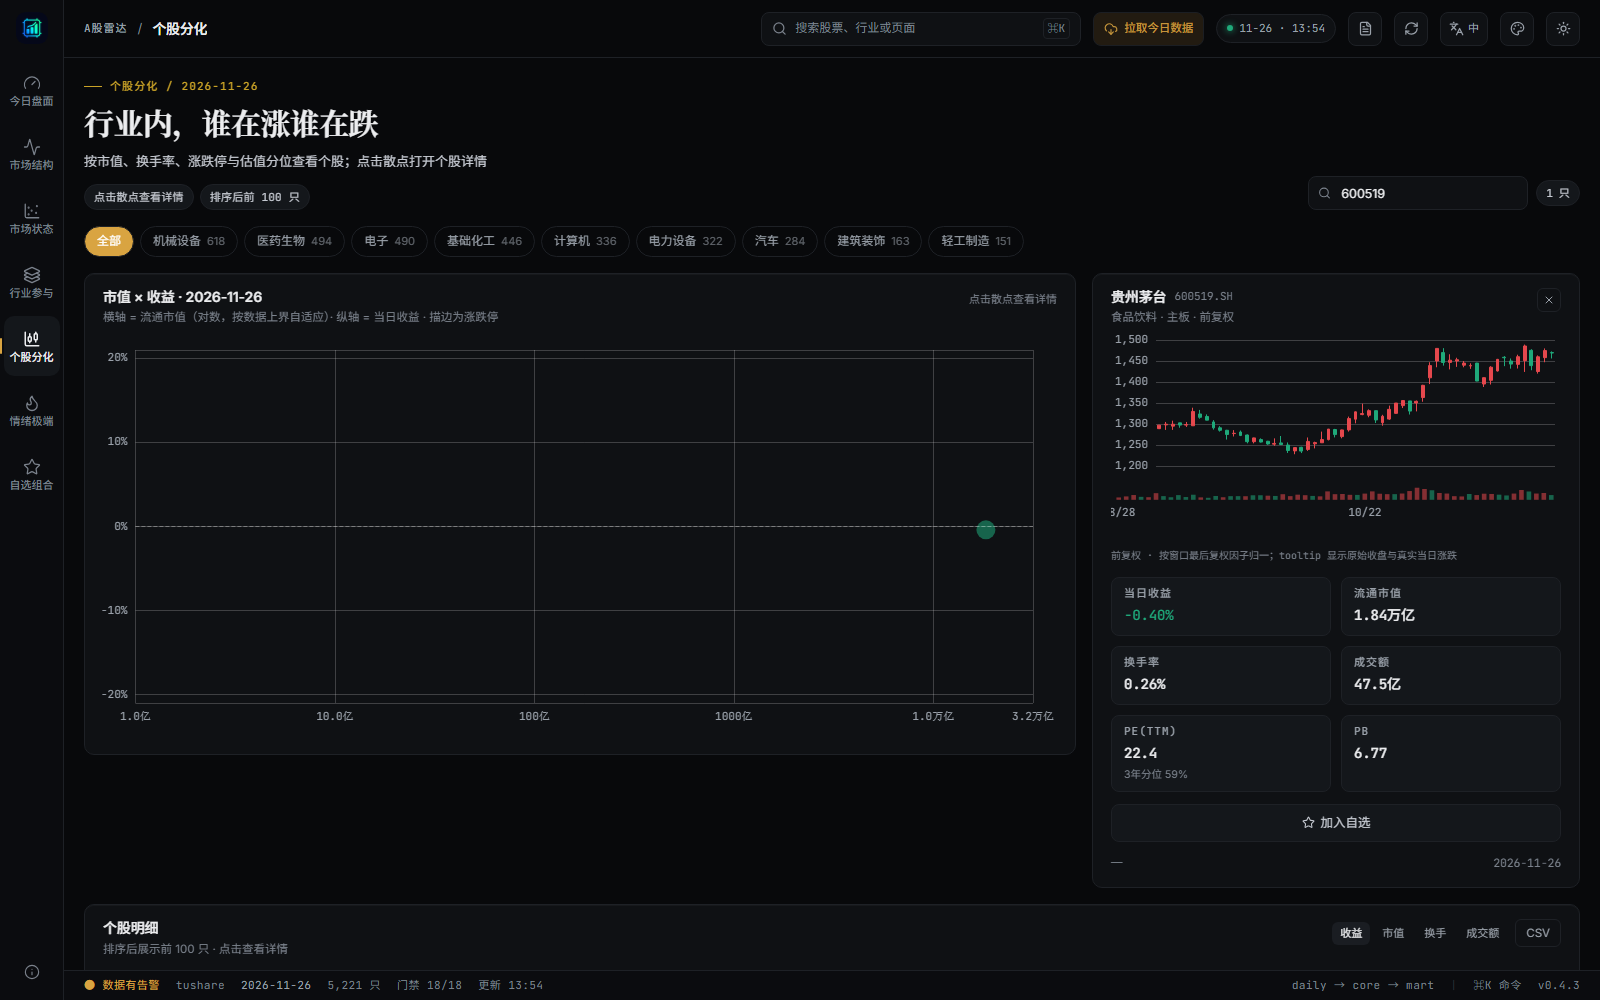 A股雷达 / 个股分化
搜索股票、行业或页面 ⌘K
拉取今日数据
11-26 · 13:54
中
今日盘面
市场结构
市场状态
行业参与
个股分化
情绪极端
自选组合
个股分化 / 2026-11-26
行业内，谁在涨谁在跌
按市值、换手率、涨跌停与估值分位查看个股；点击散点打开个股详情
点击散点查看详情
排序后前 100 只
600519
1 只
全部
机械设备 618
医药生物 494
电子 490
基础化工 446
计算机 336
电力设备 322
汽车 284
建筑装饰 163
轻工制造 151
市值 × 收益 · 2026-11-26
点击散点查看详情
横轴 = 流通市值（对数，按数据上界自适应）· 纵轴 = 当日收益 · 描边为涨跌停
20%
10%
0%
-10%
-20%
1.0亿
10.0亿
100亿
1000亿
1.0万亿
3.2万亿
贵州茅台 600519.SH
食品饮料 · 主板 · 前复权
1,500
1,450
1,400
1,350
1,300
1,250
1,200
8/28
10/22
前复权 · 按窗口最后复权因子归一；tooltip 显示原始收盘与真实当日涨跌
当日收益
-0.40%
流通市值
1.84万亿
换手率
0.26%
成交额
47.5亿
PE(TTM)
22.4
3年分位 59%
PB
6.77
加入自选
—
2026-11-26
个股明细
排序后展示前 100 只 · 点击查看详情
收益
市值
换手
成交额
CSV
数据有告警 tushare 2026-11-26 5,221 只 门禁 18/18 更新 13:54
daily → core → mart | ⌘K 命令 v0.4.3